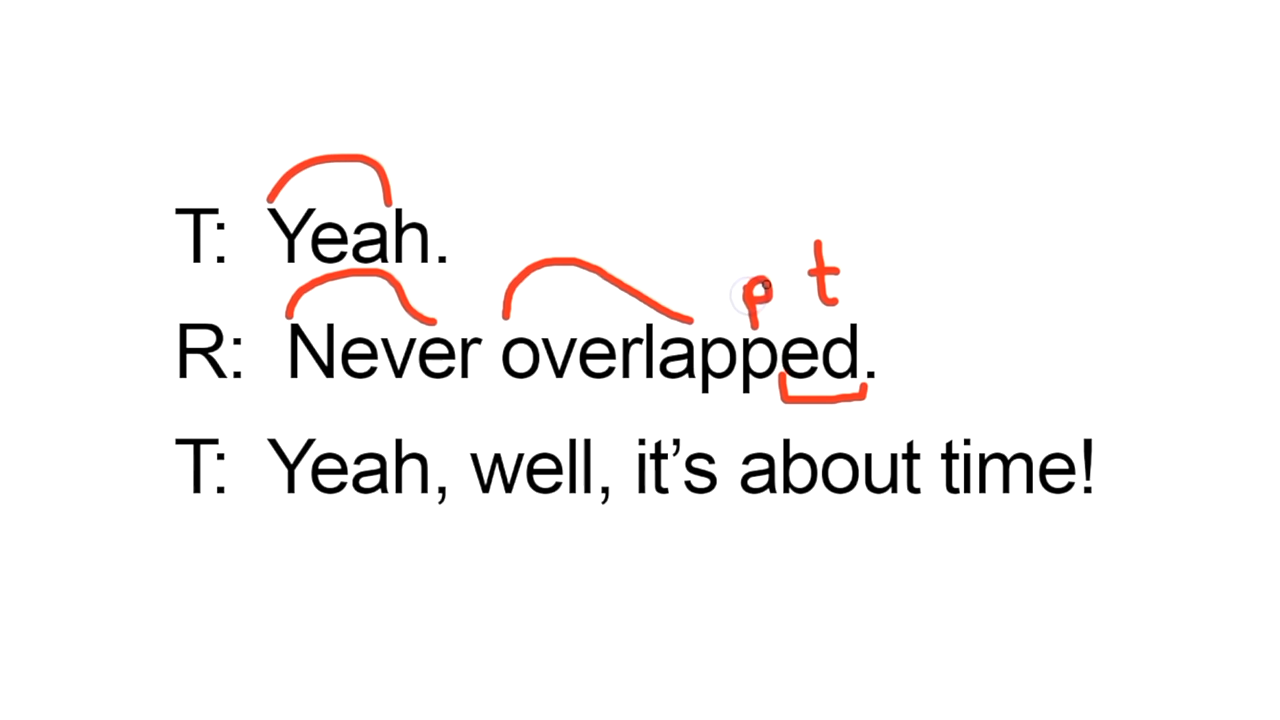 T: Yeah.
p t
R: Never overlapped.
T: Yeah, well, it’s about time!